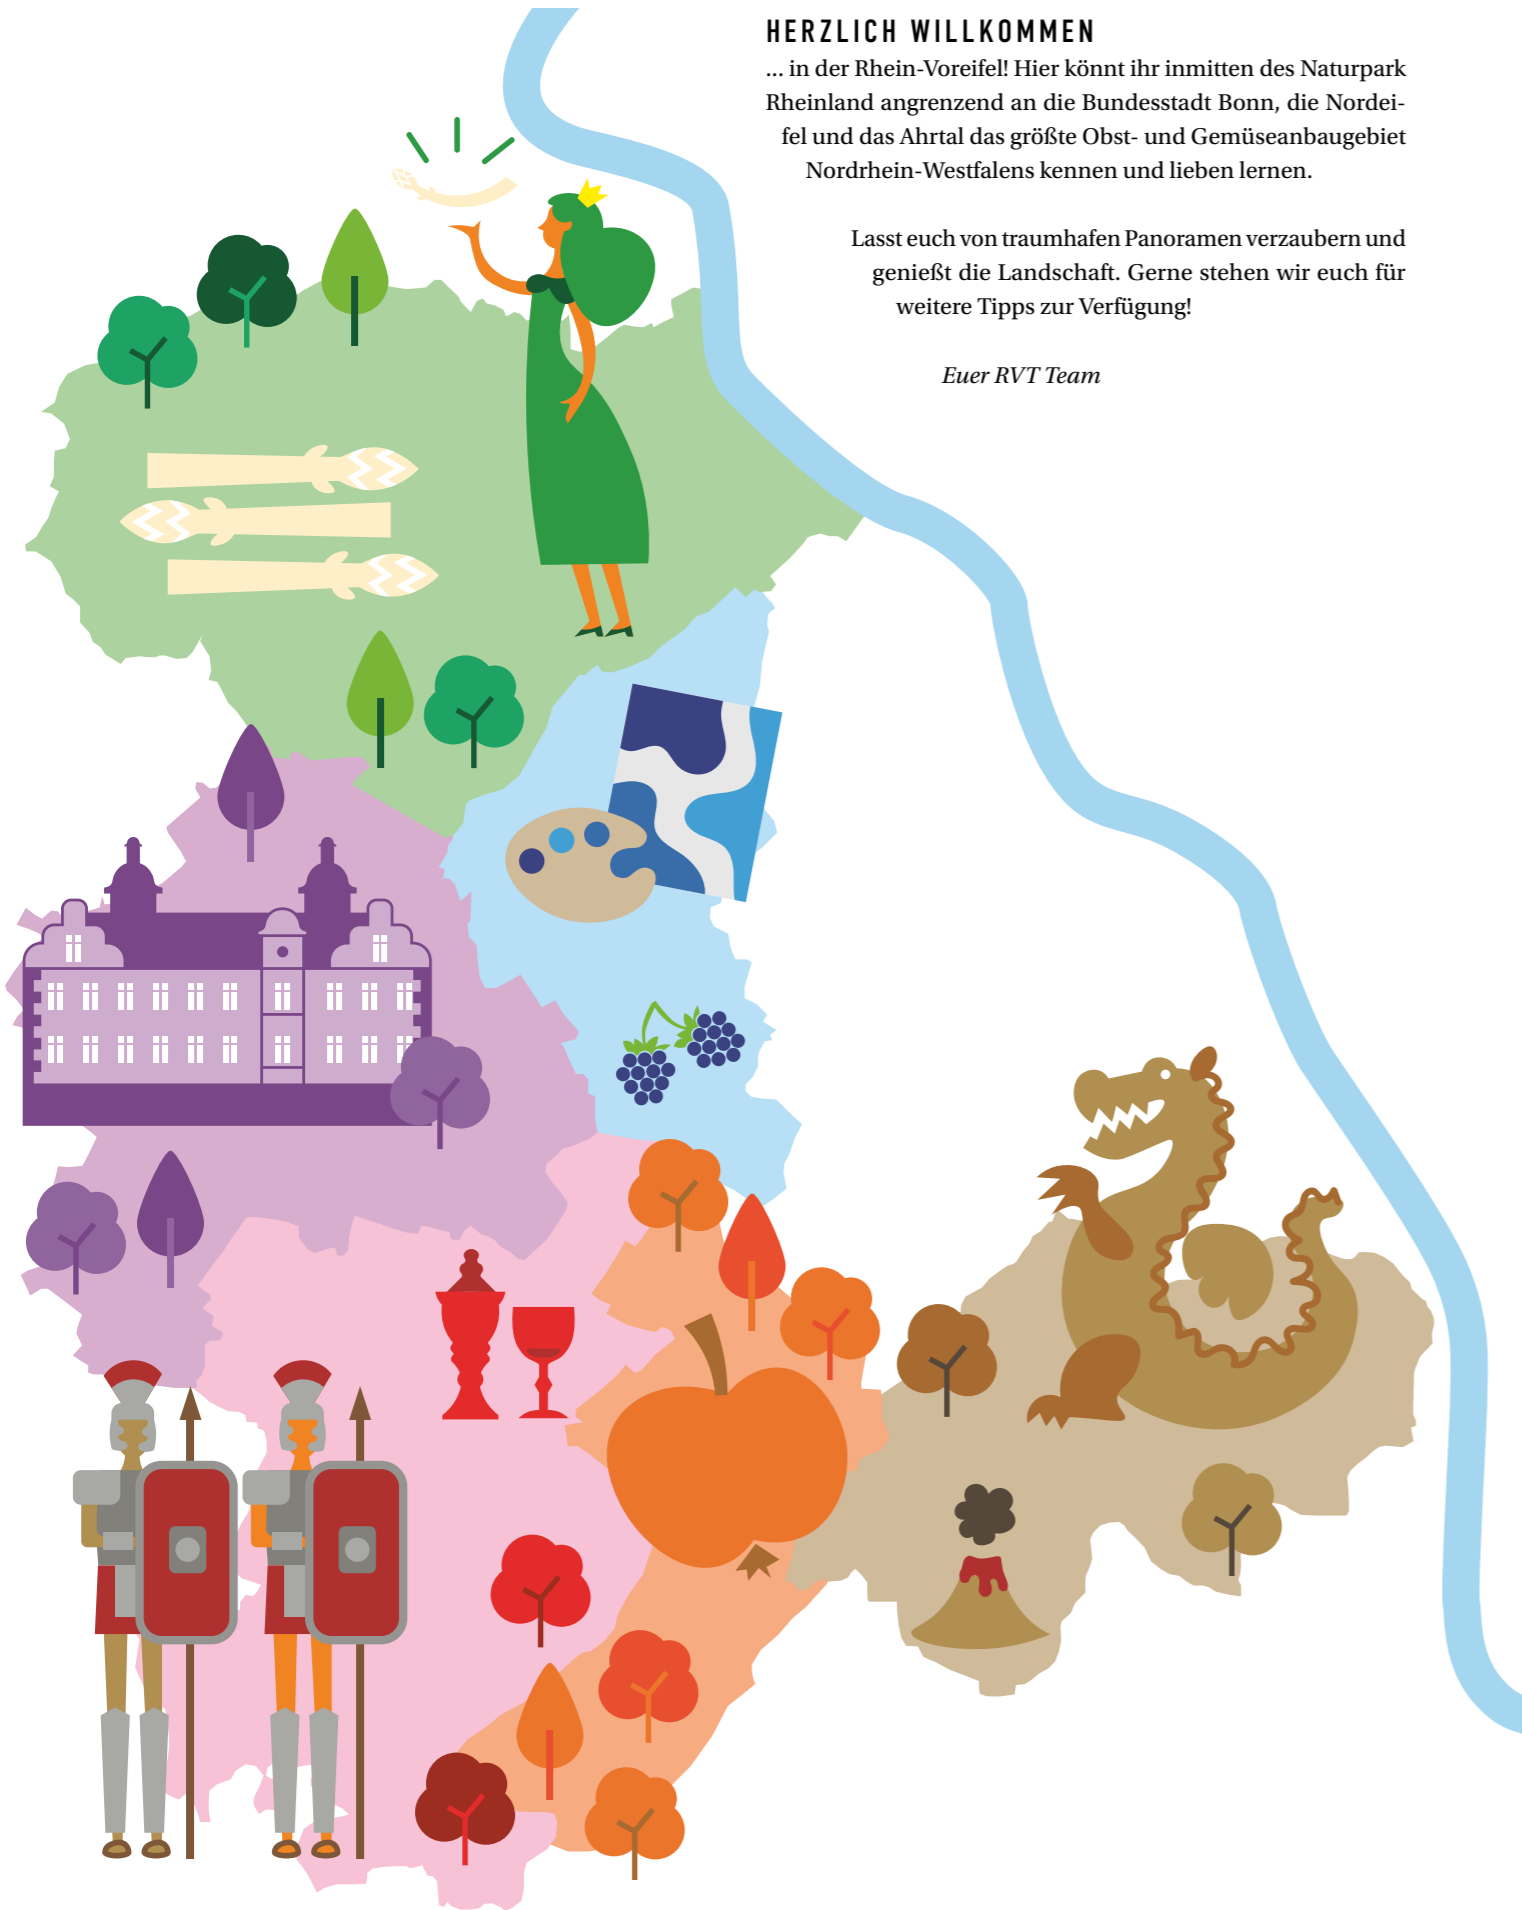 HERZLICH WILLKOMMEN
... in der Rhein-Voreifel! Hier könnt ihr inmitten des Naturpark
Rheinland angrenzend an die Bundesstadt Bonn, die Nordei-
fel und das Ahrtal das größte Obst- und Gemüseanbaugebiet
Nordrhein-Westfalens kennen und lieben lernen.
Lasst euch von traumhafen Panoramen verzaubern und
genießt die Landschaft. Gerne stehen wir euch für
weitere Tipps zur Verfügung!
Euer RVT Team